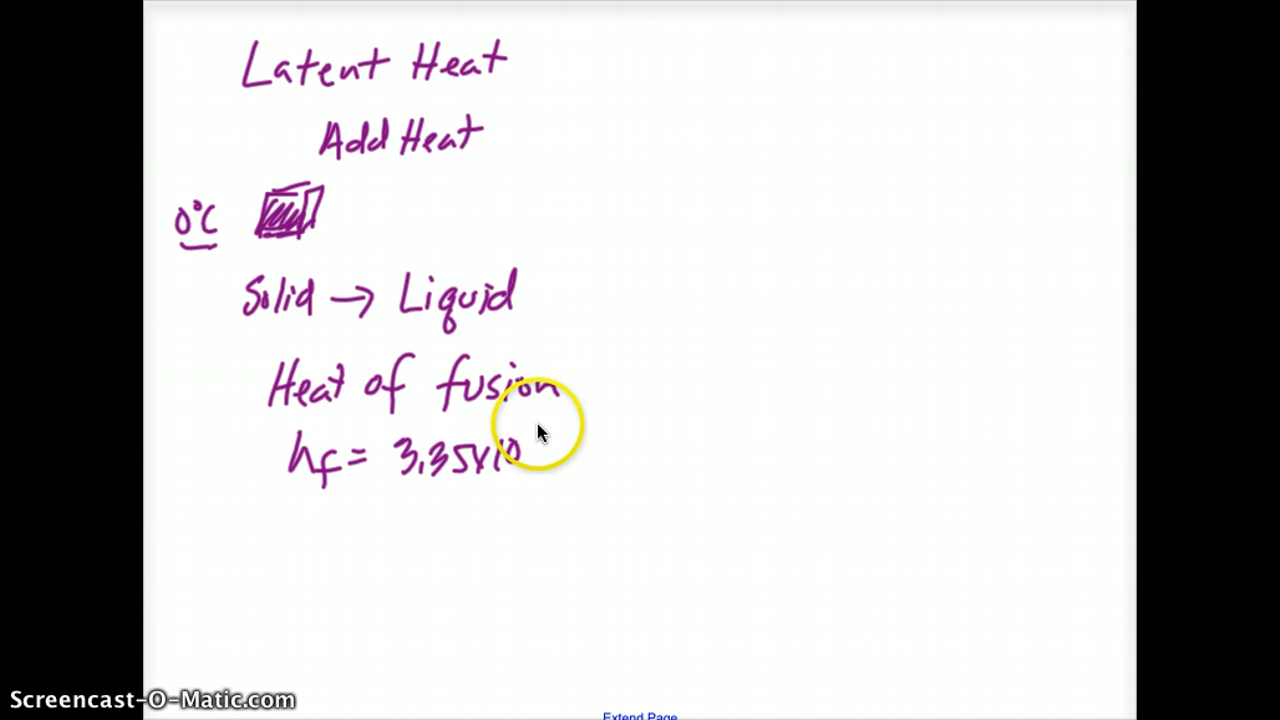 Latent Heat
Add Heat
0°C
Solid → Liquid
Heat of fusion
hf = 3.35x10
Screencast-O-Matic.com
Extend Page